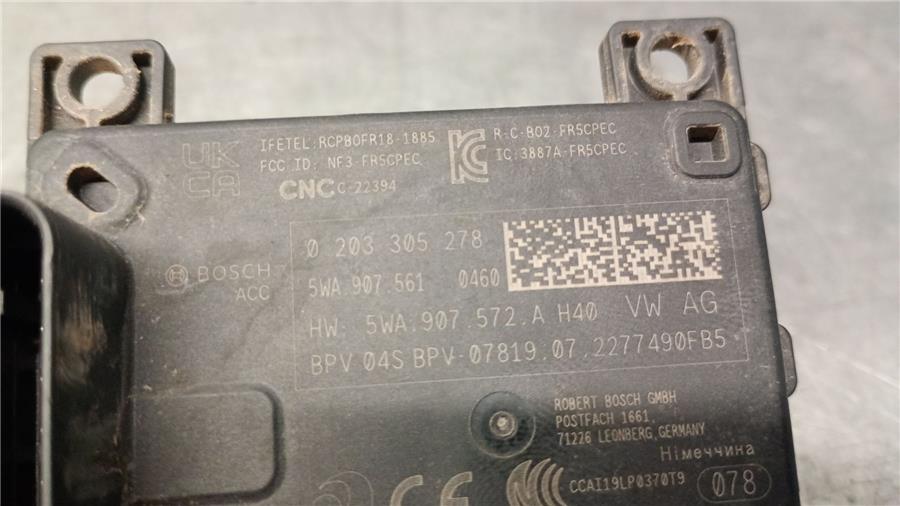 UK
CA
IFETEL: RCPBOFR18-1885
FCC ID: NF3-FR5CPEC
CNC C-22394
R-C-BO2-FR5CPEC
IC:3887A-FR5CPEC
BOSCH
ACC
0 203 305 278
5WA.907.561 0460
HW: 5WA.907.572.A H40 VW AG
BPV 04S BPV-07819.07.2277490FB5
ROBERT BOSCH GMBH
POSTFACH 1661
71226 LEONBERG,GERMANY
Німеччина
CE
CCAI19LP0370T9
078